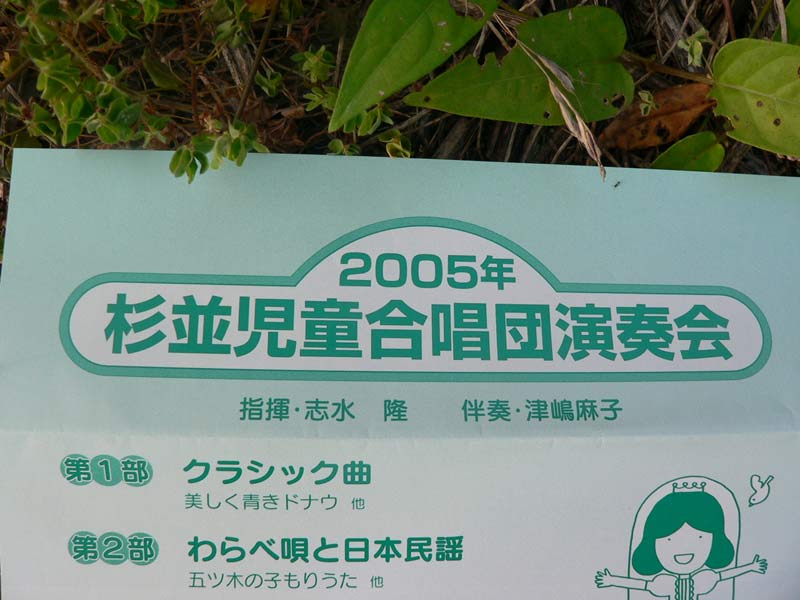 2005年
杉並児童合唱団演奏会
指揮・志水 隆 伴奏・津嶋麻子
第1部 クラシック曲
美しく青きドナウ 他
第2部 わらべ唄と日本民謡
五ツ木の子もりうた 他